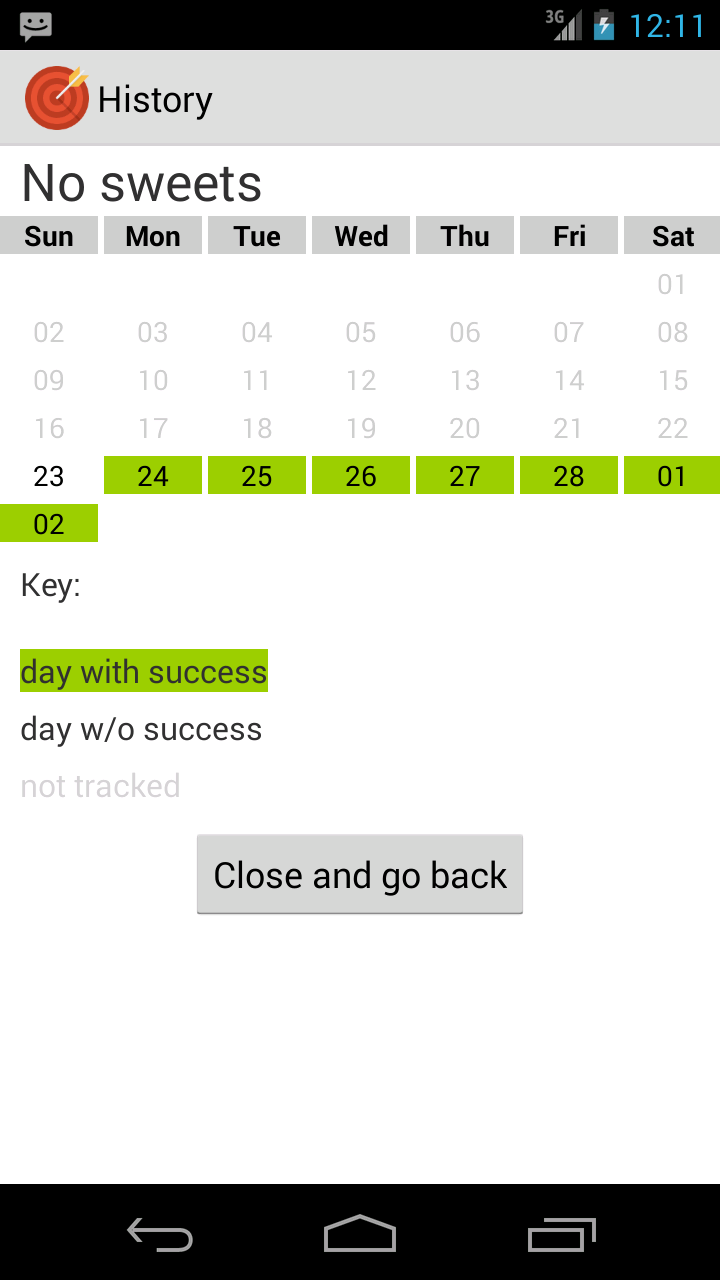 3G 12:11
History
No sweets
Sun Mon Tue Wed Thu Fri Sat
01
02 03 04 05 06 07 08
09 10 11 12 13 14 15
16 17 18 19 20 21 22
23 24 25 26 27 28 01
02
Key:
day with success
day w/o success
not tracked
Close and go back